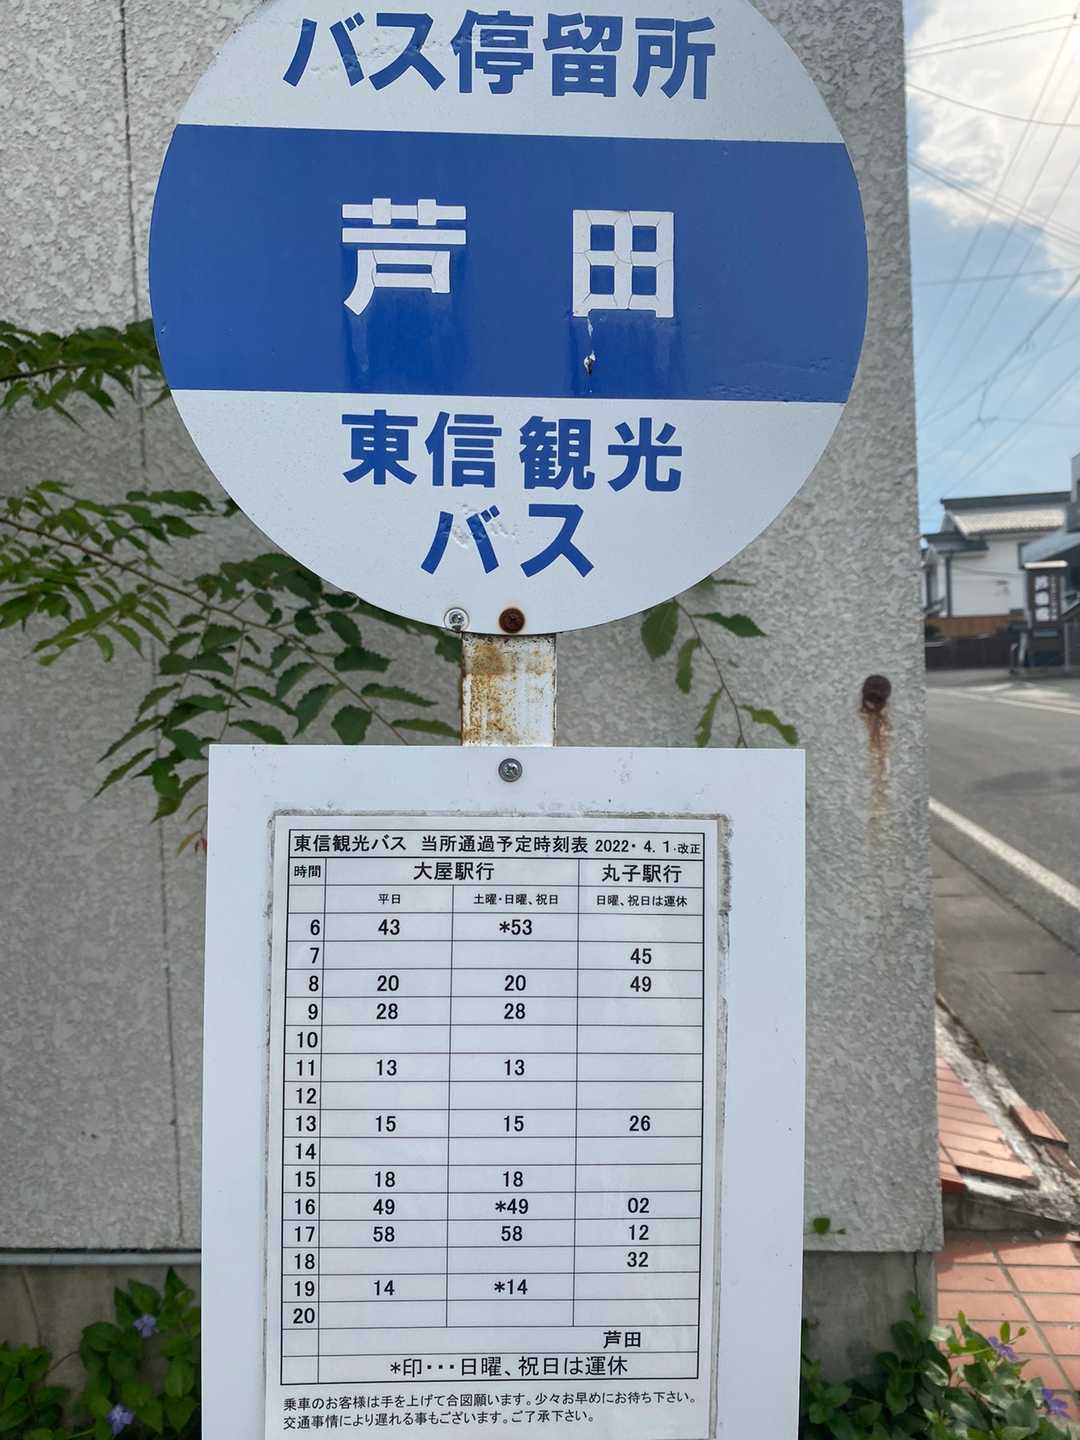 バス停留所
芦田
東信観光
バス
東信観光バス 当所通過予定時刻表 2022・4.1.改正
時間 大屋駅行 丸子駅行
平日 土曜・日曜、祝日 日曜、祝日は運休
6 43 *53
7 45
8 20 20 49
9 28 28
10
11 13 13
12
13 15 15 26
14
15 18 18
16 49 *49 02
17 58 58 12
18 32
19 14 *14
20
芦田
*印・・・日曜、祝日は運休
乗車のお客様は手を上げて合図願います。少々お早めにお待ち下さい。
交通事情により遅れる事もございます。ご了承下さい。